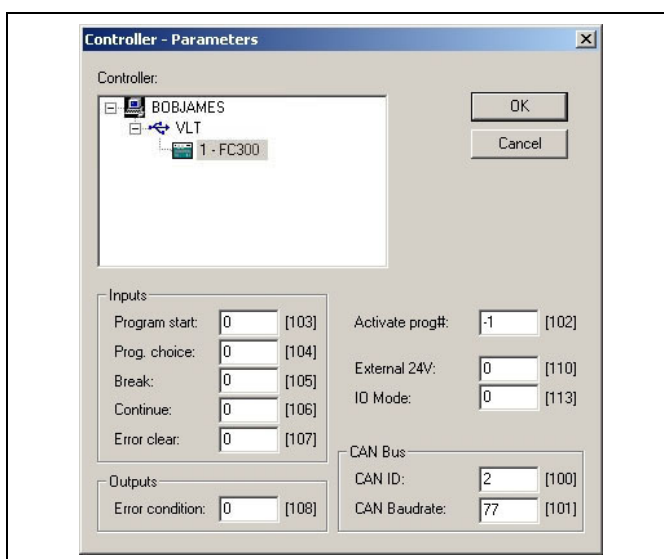 Controller - Parameters
Controller:
BOBJAMES
VLT
1 - FC300
OK
Cancel
Inputs
Program start: 0 [103]
Prog. choice: 0 [104]
Break: 0 [105]
Continue: 0 [106]
Error clear: 0 [107]
Outputs
Error condition: 0 [108]
Activate prog#: -1 [102]
External 24V: 0 [110]
IO Mode: 0 [113]
CAN Bus
CAN ID: 2 [100]
CAN Baudrate: 77 [101]